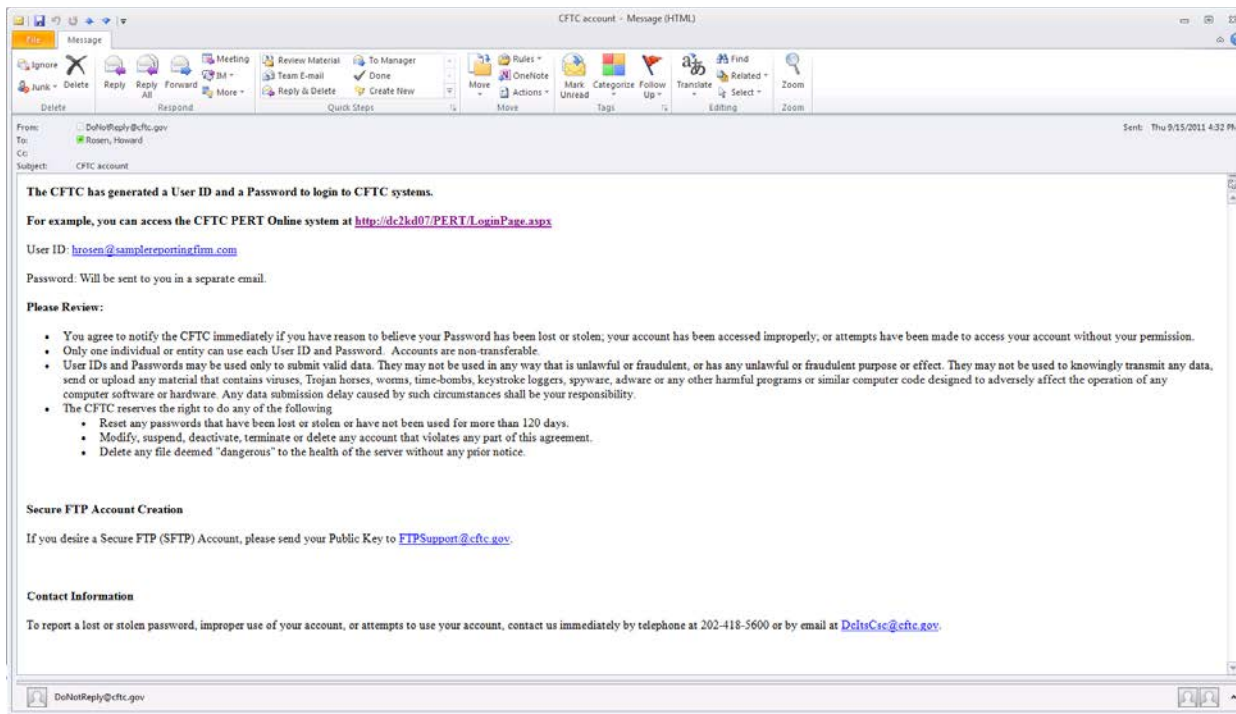 CFTC account - Message (HTML)
File Message
Ignore
Junk
Delete
Reply
Reply All
Forward
Meeting
IM
More
Review Material
Team E-mail
Reply & Delete
To Manager
Done
Create New
Move
Rules
OneNote
Actions
Mark Unread
Categorize
Follow Up
Translate
Find
Related
Select
Zoom
Delete Respond Quick Steps Move Tags Editing Zoom
From: DoNotReply@cftc.gov Sent: Thu 9/15/2011 4:32 PM
To: Rosen, Howard
Cc:
Subject: CFTC account
The CFTC has generated a User ID and a Password to login to CFTC systems.
For example, you can access the CFTC PERT Online system at http://dc2kd07/PERT/LoginPage.aspx
User ID: hrosen@samplereportingfirm.com
Password: Will be sent to you in a separate email.
Please Review:
• You agree to notify the CFTC immediately if you have reason to believe your Password has been lost or stolen; your account has been accessed improperly; or attempts have been made to access your account without your permission.
• Only one individual or entity can use each User ID and Password. Accounts are non-transferable.
• User IDs and Passwords may be used only to submit valid data. They may not be used in any way that is unlawful or fraudulent, or has any unlawful or fraudulent purpose or effect. They may not be used to knowingly transmit any data,
send or upload any material that contains viruses, Trojan horses, worms, time-bombs, keystroke loggers, spyware, adware or any other harmful programs or similar computer code designed to adversely affect the operation of any
computer software or hardware. Any data submission delay caused by such circumstances shall be your responsibility.
• The CFTC reserves the right to do any of the following
• Reset any passwords that have been lost or stolen or have not been used for more than 120 days.
• Modify, suspend, deactivate, terminate or delete any account that violates any part of this agreement.
• Delete any file deemed "dangerous" to the health of the server without any prior notice.
Secure FTP Account Creation
If you desire a Secure FTP (SFTP) Account, please send your Public Key to FTPSupport@cftc.gov.
Contact Information
To report a lost or stolen password, improper use of your account, or attempts to use your account, contact us immediately by telephone at 202-418-5600 or by email at DcItsCsc@cftc.gov.
DoNotReply@cftc.gov